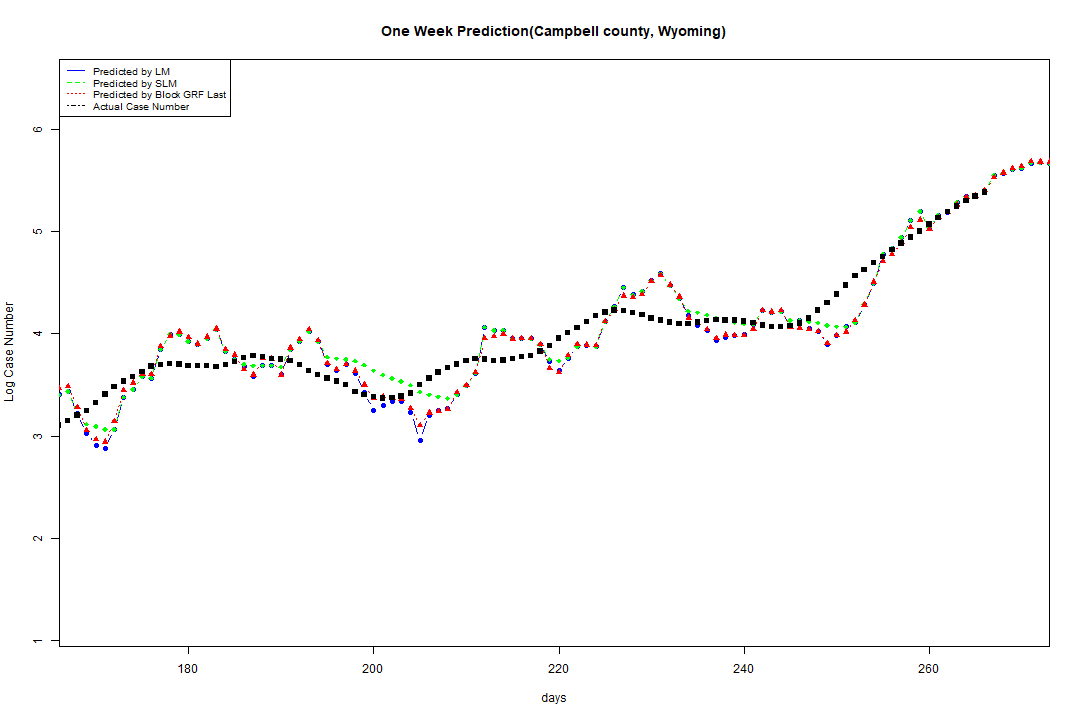 One Week Prediction(Campbell county, Wyoming)
Predicted by LM
Predicted by SLM
Predicted by Block GRF Last
Actual Case Number
6
5
4
3
2
1
Log Case Number
180 200 220 240 260
days